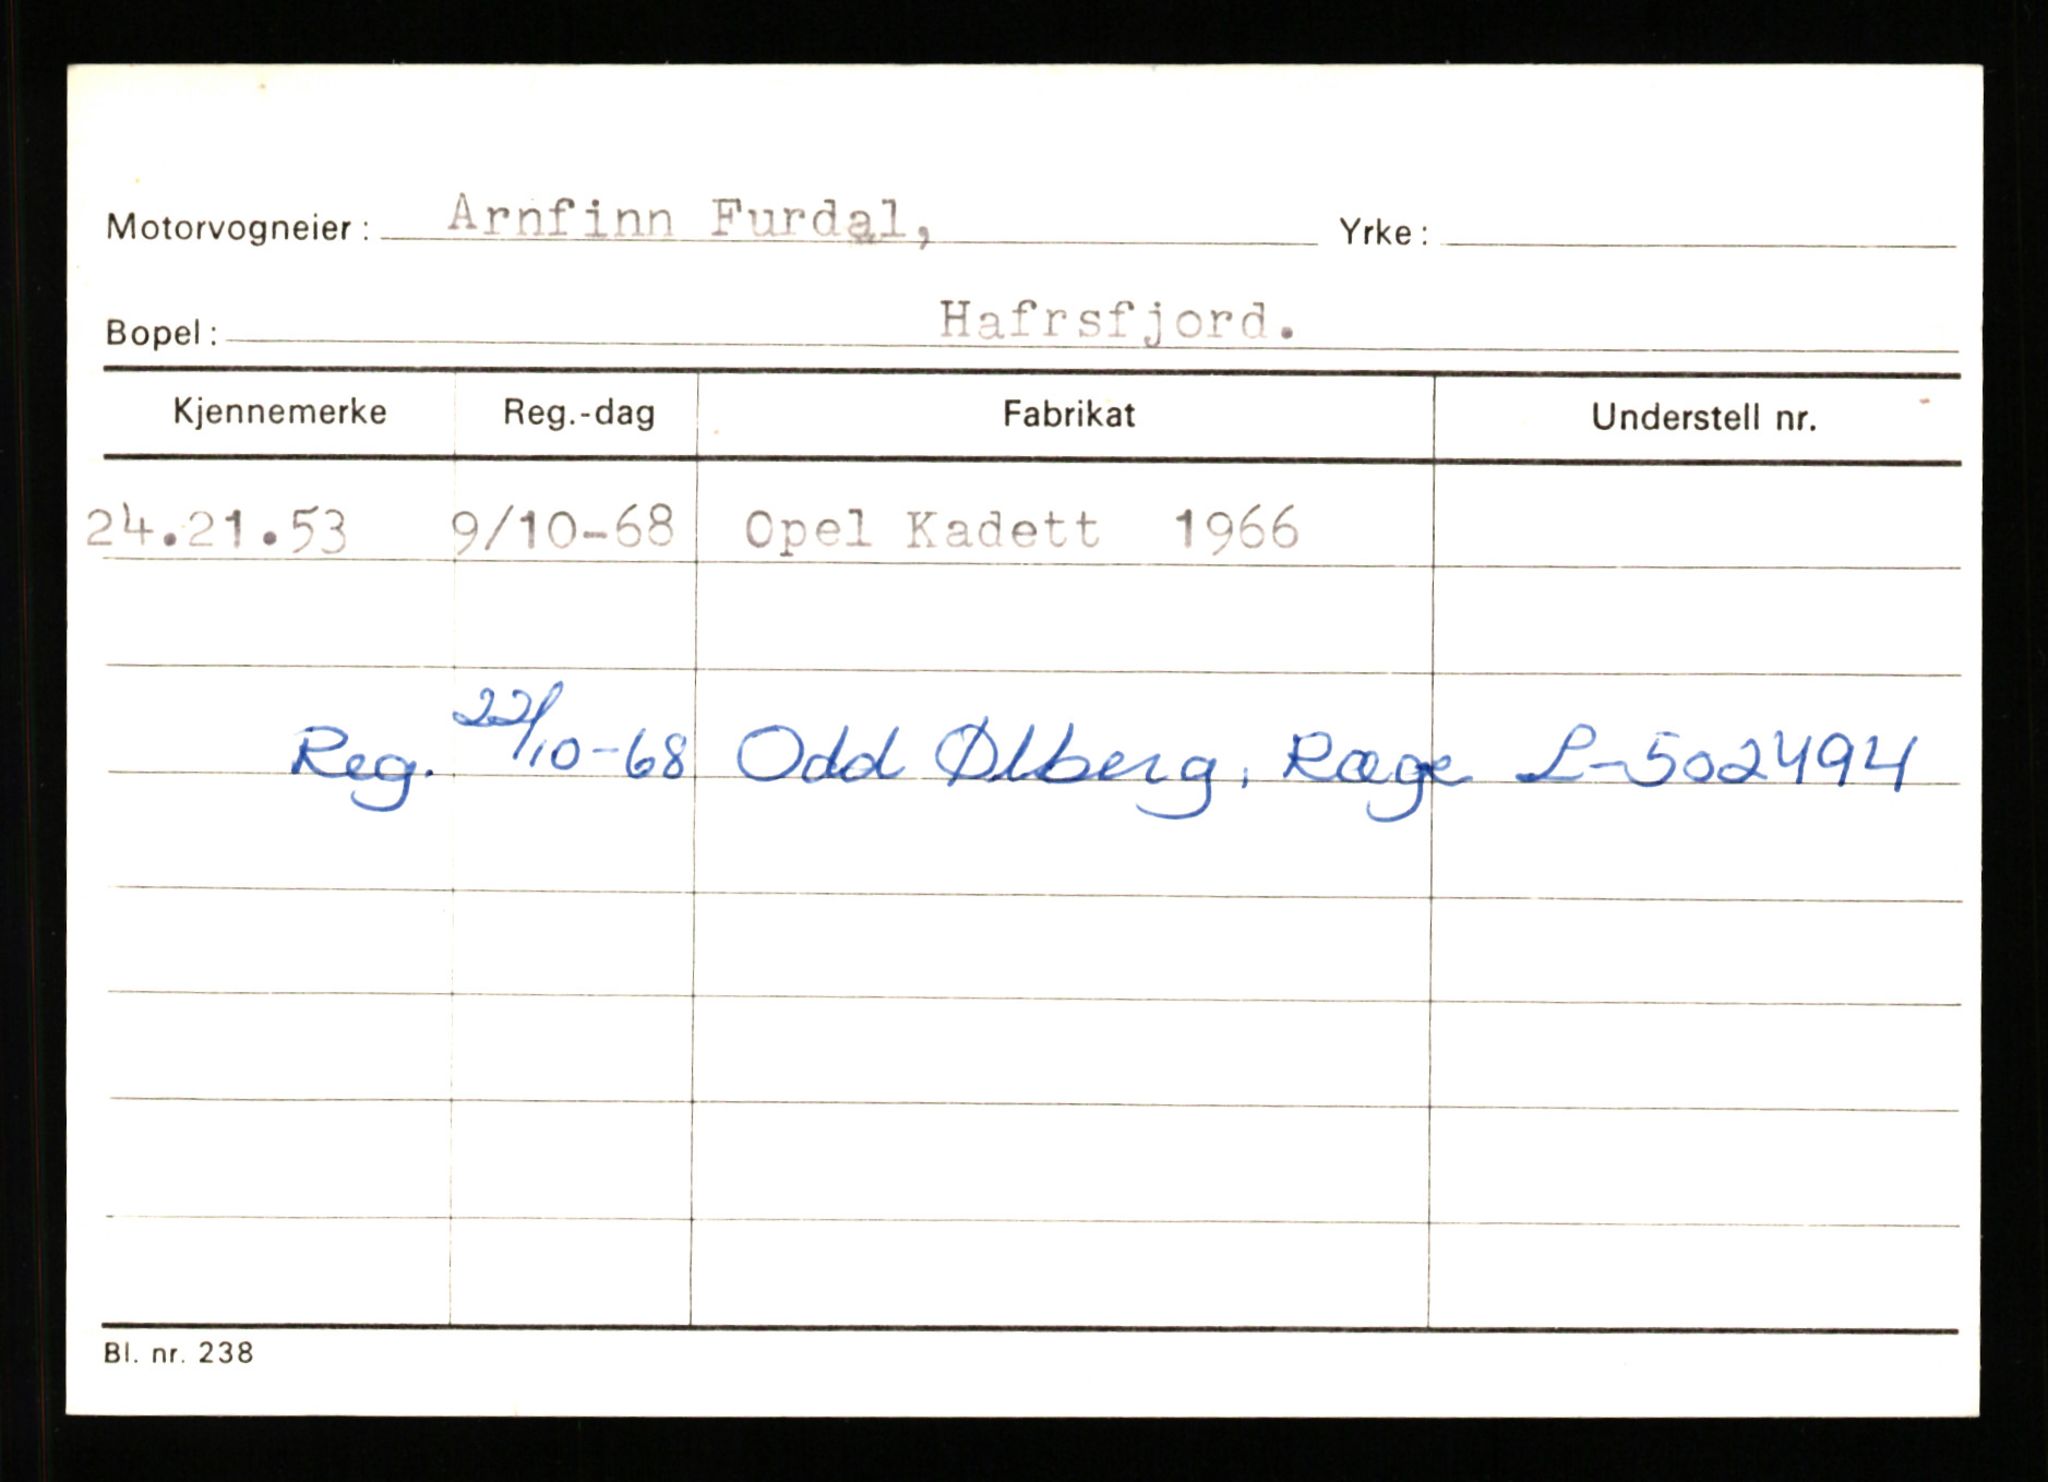 Motorvogneier: Arnfinn Furdal, Yrke:
Bopel: Hafrsfjord.
Kjennemerke Reg.-dag Fabrikat Understell nr.
24.21.53 9/10-68 Opel Kadett 1966
Reg. 22/10-68 Odd Ølberg, Ræge L-502494
Bl. nr. 238